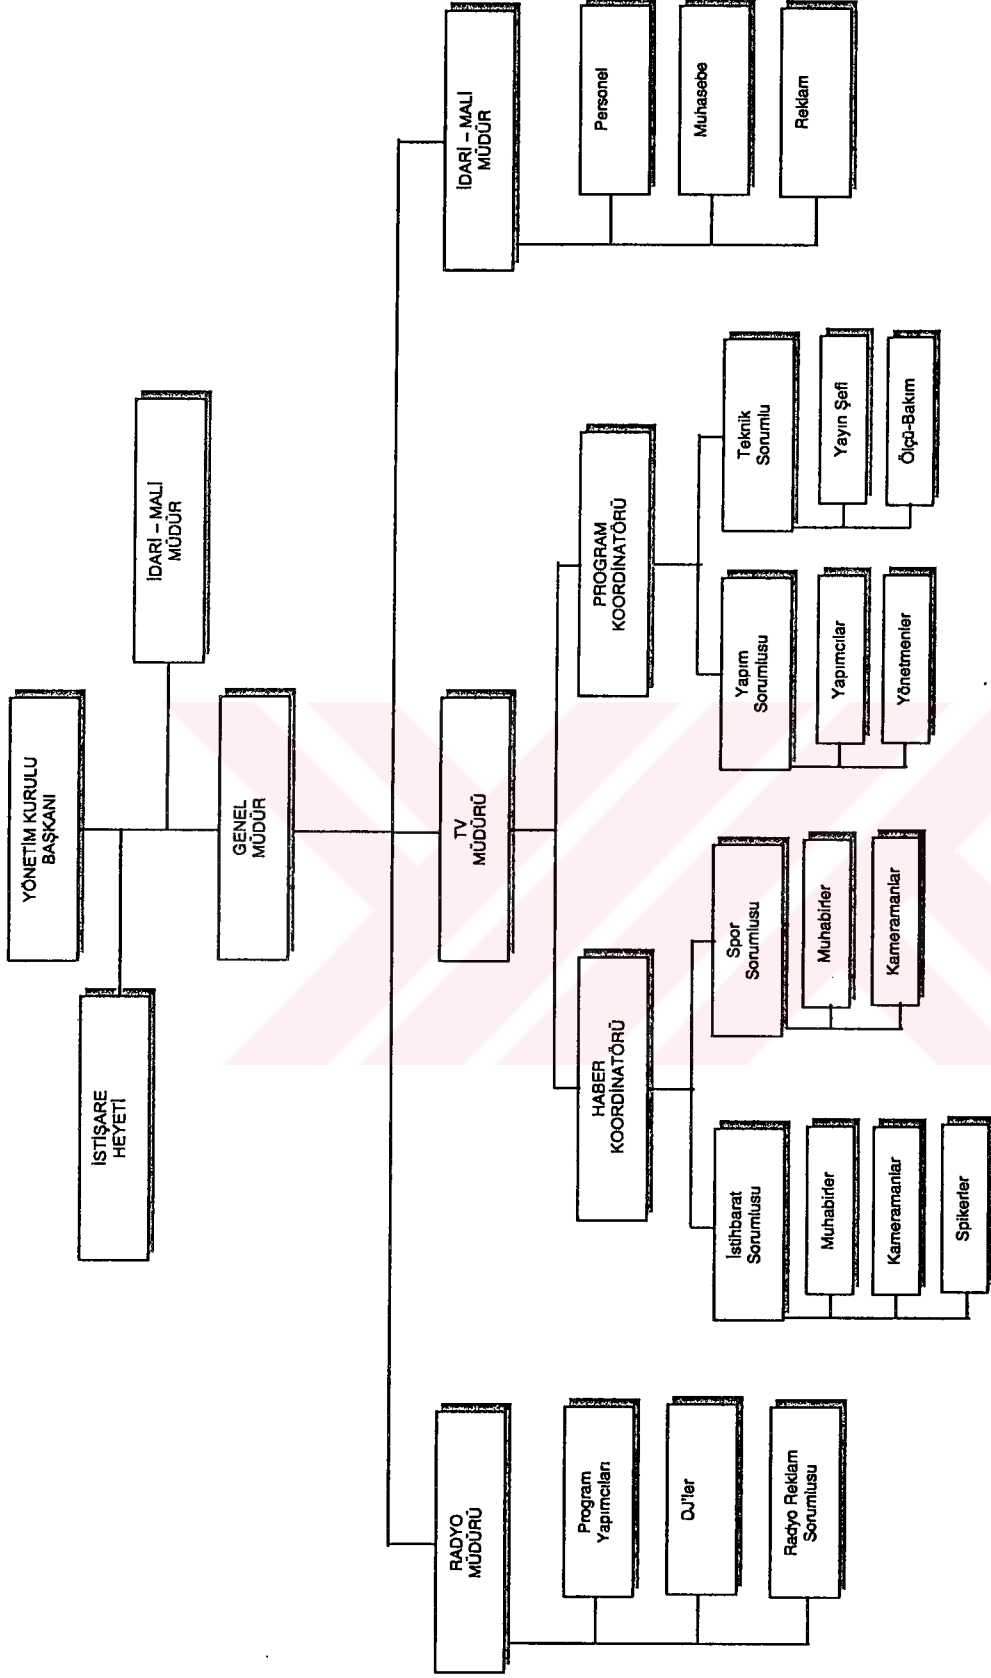 YÖNETİM KURULU
BAŞKANI
İSTİŞARE
HEYETİ
İDARİ – MALİ
MÜDÜR
GENEL
MÜDÜR
RADYO
MÜDÜRÜ
Program
Yapımcıları
DJ'ler
Radyo Reklam
Sorumlusu
TV
MÜDÜRÜ
HABER
KOORDİNATÖRÜ
İstihbarat
Sorumlusu
Muhabirler
Kameramanlar
Spikerler
Spor
Sorumlusu
Muhabirler
Kameramanlar
PROGRAM
KOORDİNATÖRÜ
Yapım
Sorumlusu
Yapımcılar
Yönetmenler
Teknik
Sorumlu
Yayın Şefi
Ölçü-Bakım
İDARİ – MALİ
MÜDÜR
Personel
Muhasebe
Reklam